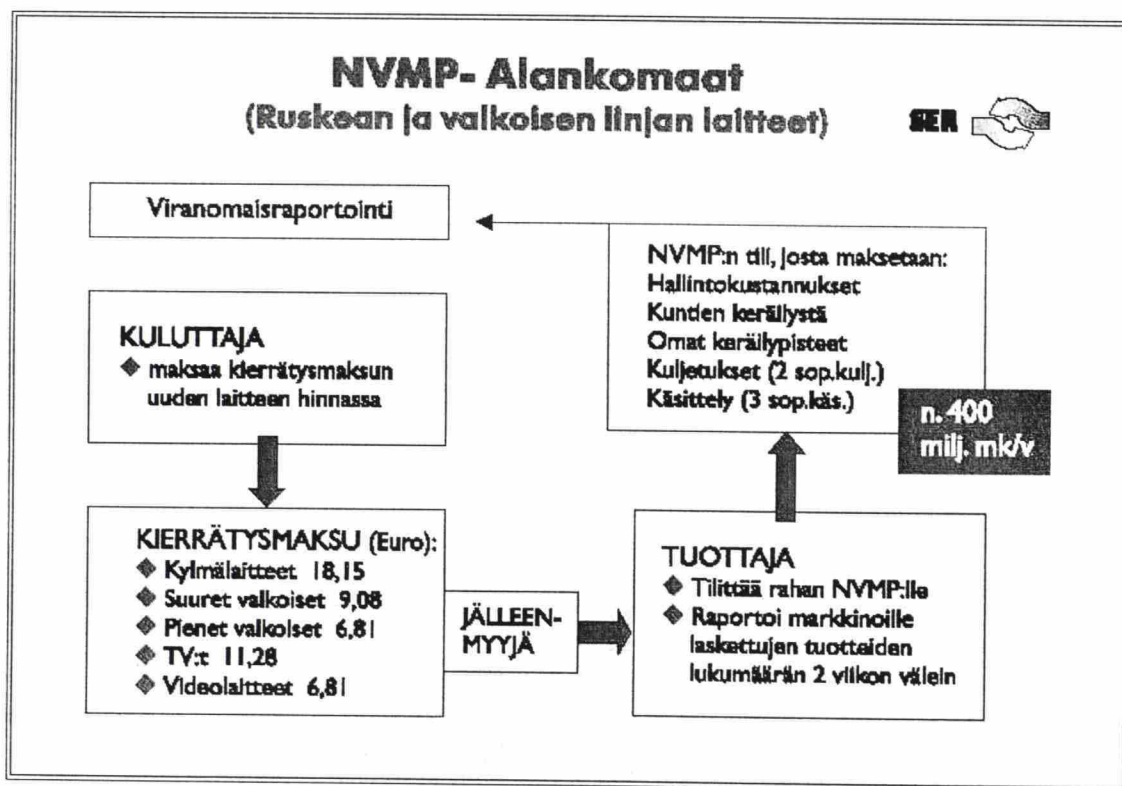 NVMP- Alankomaat
(Ruskean ja valkoisen linjan laitteet)
SER
Viranomaisraportointi
NVMP:n tili, josta maksetaan:
Hallintokustannukset
Kuntien keräilystä
Omat keräilypisteet
Kuljetukset (2 sop.kulj.)
Käsittely (3 sop.käs.)
n. 400
milj. mk/v
KULUTTAJA
◆ maksaa kierrätysmaksun
uuden laitteen hinnassa
KIERRÄTYSMAKSU (Euro):
◆ Kylmälaitteet 18,15
◆ Suuret valkoiset 9,08
◆ Pienet valkoiset 6,81
◆ TV:t 11,28
◆ Videolaitteet 6,81
JÄLLEEN-
MYYJÄ
TUOTTAJA
◆ Tilittää rahan NVMP:lle
◆ Raportoi markkinoille
laskettujen tuotteiden
lukumäärän 2 viikon välein